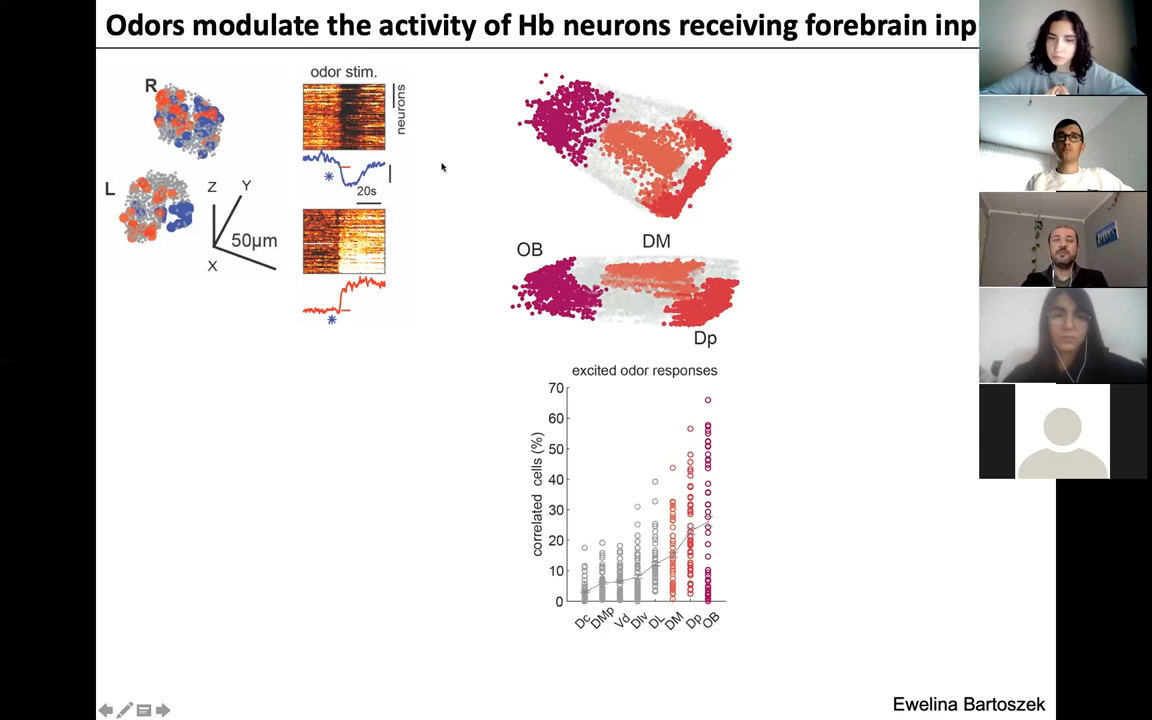 Odors modulate the activity of Hb neurons receiving forebrain inp
R
L
Z
Y
X
50µm
odor stim.
neurons
20s
OB
DM
Dp
excited odor responses
correlated cells (%)
70
60
50
40
30
20
10
0
Dc
DMp
Vd
Dlv
DL
DM
Dp
OB
Ewelina Bartoszek